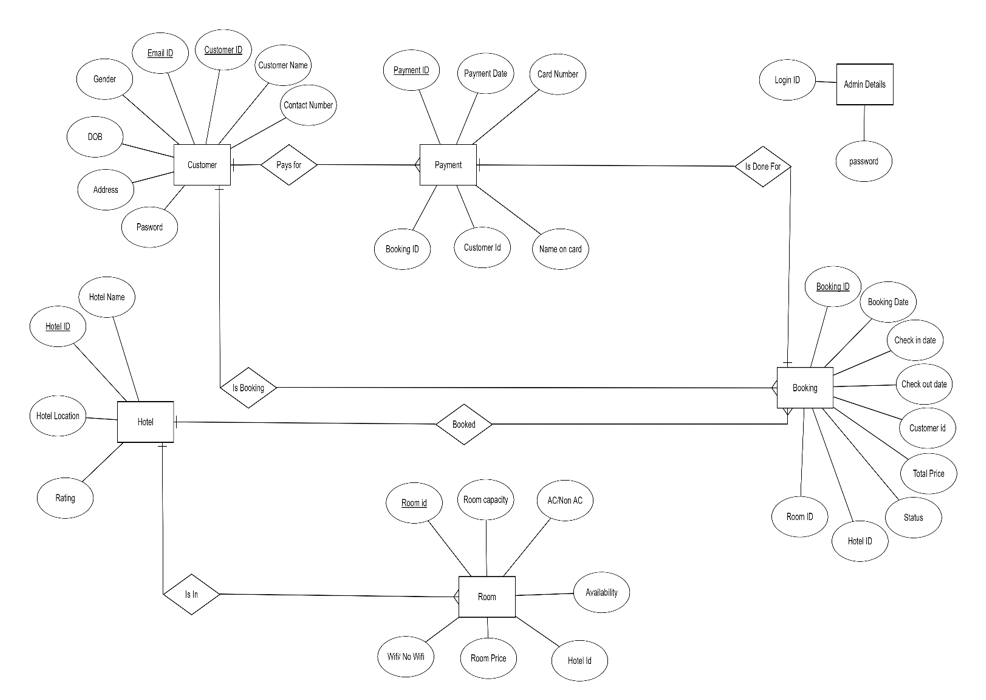 Email ID
Customer ID
Gender
Customer Name
Contact Number
DOB
Customer
Address
Pasword
Pays for
Payment ID
Payment Date
Card Number
Payment
Booking ID
Customer Id
Name on card
Is Done For
Login ID
Admin Details
password
Hotel Name
Hotel ID
Hotel Location
Hotel
Rating
Is Booking
Booked
Booking ID
Booking Date
Check in date
Check out date
Booking
Customer id
Total Price
Status
Hotel ID
Room ID
Is In
Room id
Room capacity
AC/Non AC
Availability
Room
Wifi/ No Wifi
Room Price
Hotel Id